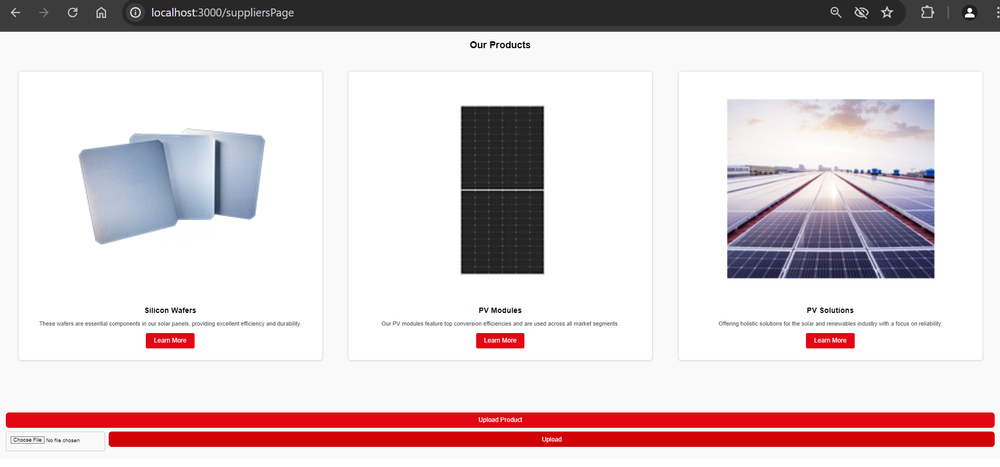 localhost:3000/suppliersPage
Our Products
Silicon Wafers
These wafers are essential components in our solar panels, providing excellent efficiency and durability.
Learn More
PV Modules
Our PV modules feature top conversion efficiencies and are used across all market segments.
Learn More
PV Solutions
Offering holistic solutions for the solar and renewables industry with a focus on reliability.
Learn More
Upload Product
Choose File No file chosen
Upload